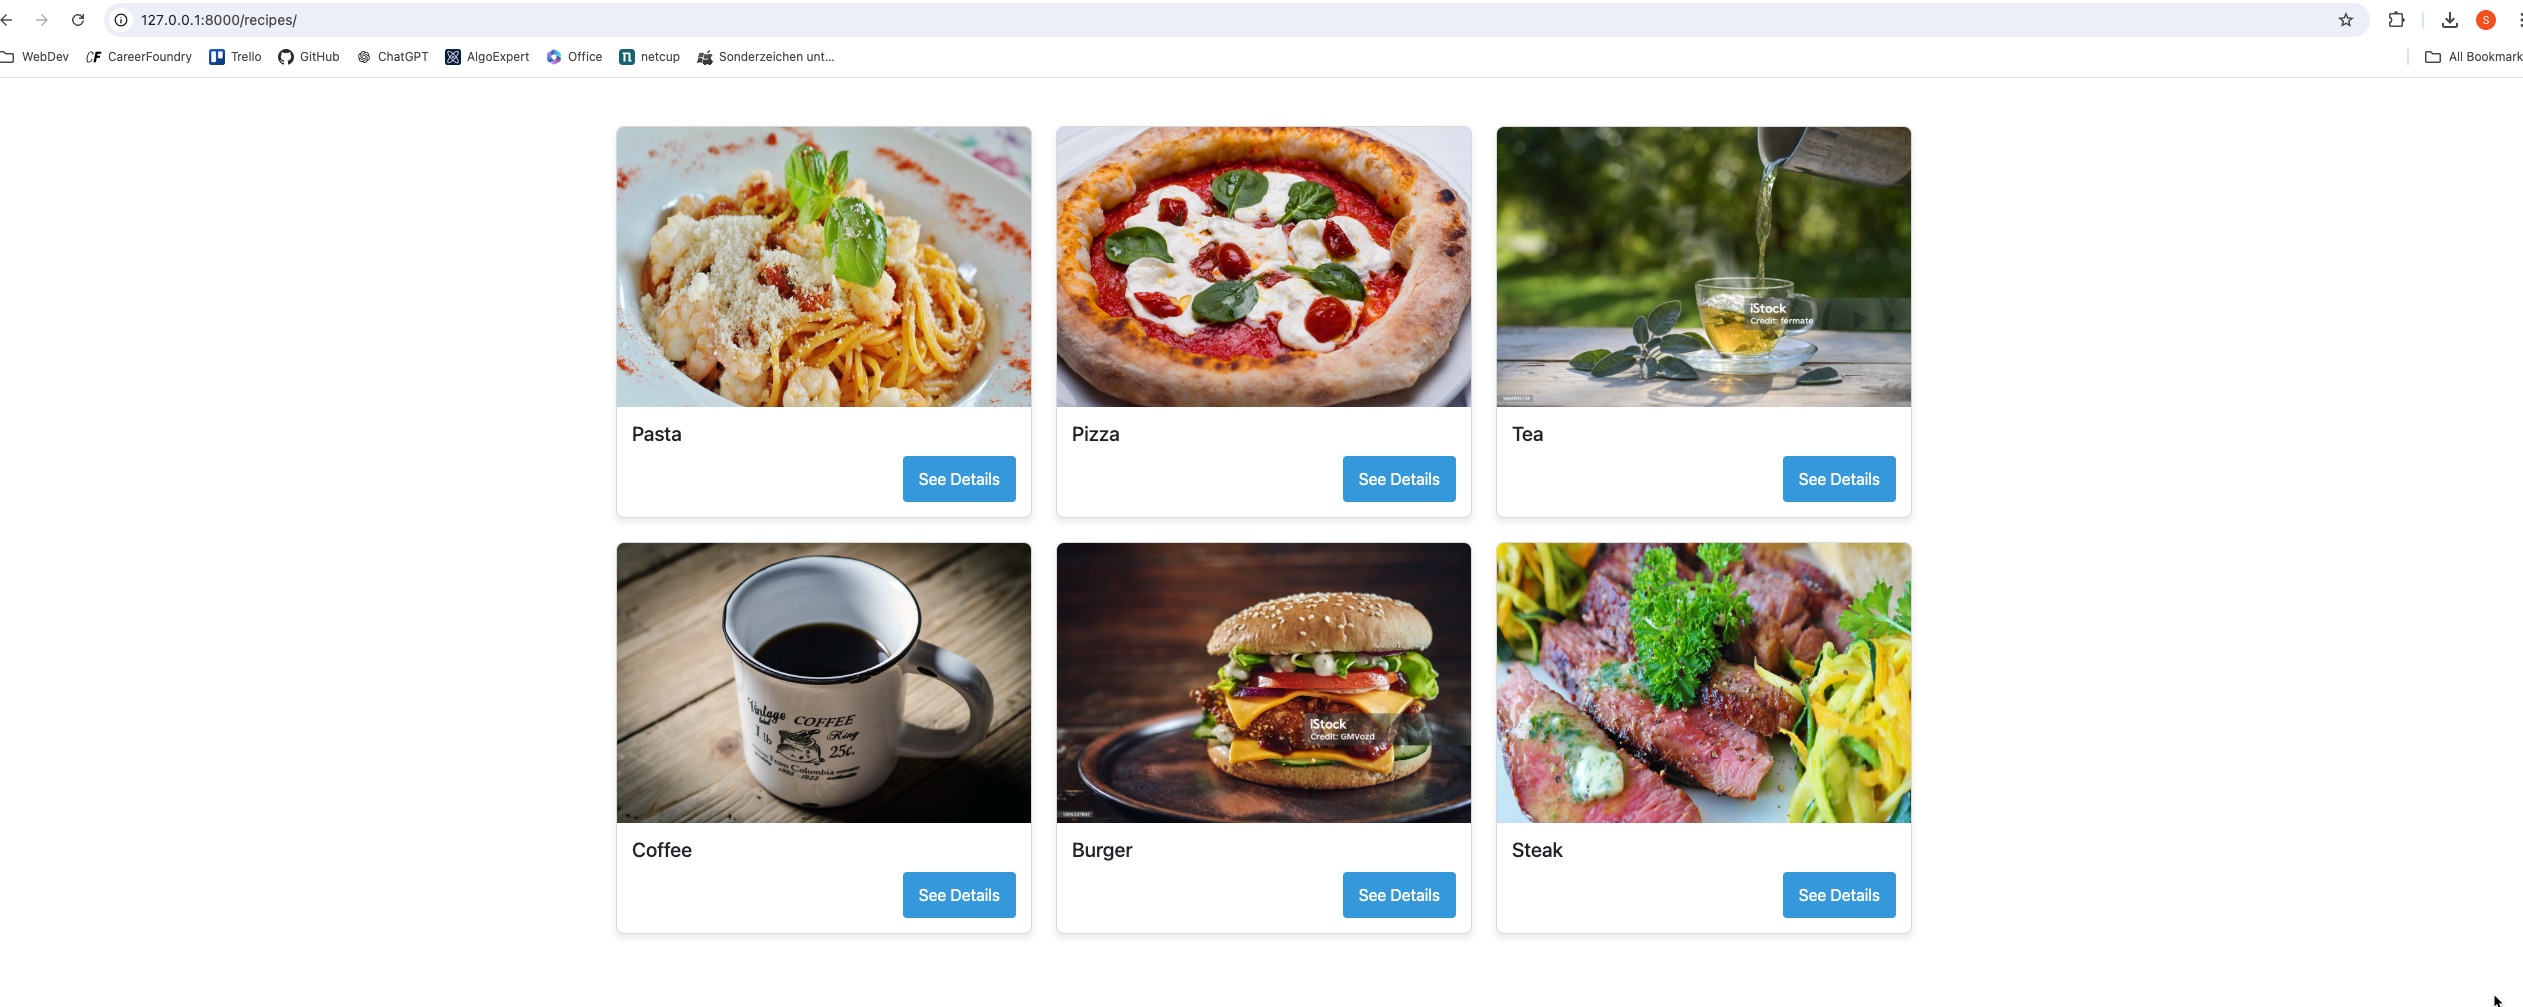 127.0.0.1:8000/recipes/
S
WebDev CF CareerFoundry Trello GitHub ChatGPT AlgoExpert Office n netcup Sonderzeichen unt... All Bookmark
iStock
Credit: fermate
Pasta
Pizza
Tea
See Details
See Details
See Details
Vintage
COFFEE
King
1 lb
25¢.
From Columbia
iStock
Credit: GMVozd
Coffee
Burger
Steak
See Details
See Details
See Details